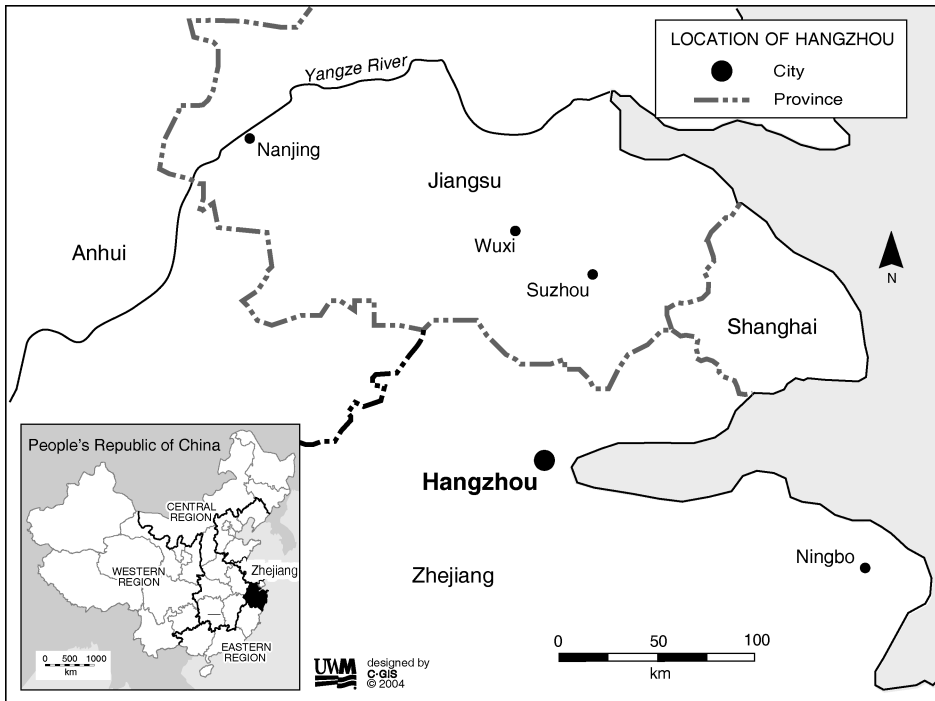 LOCATION OF HANGZHOU
City
Province
Yangze River
Nanjing
Jiangsu
Anhui
Wuxi
Suzhou
N
Shanghai
Hangzhou
Zhejiang
Ningbo
People's Republic of China
CENTRAL
REGION
WESTERN
REGION
Zhejiang
EASTERN
REGION
0 500 1000
km
UWM
designed by
C•GIS
© 2004
0 50 100
km